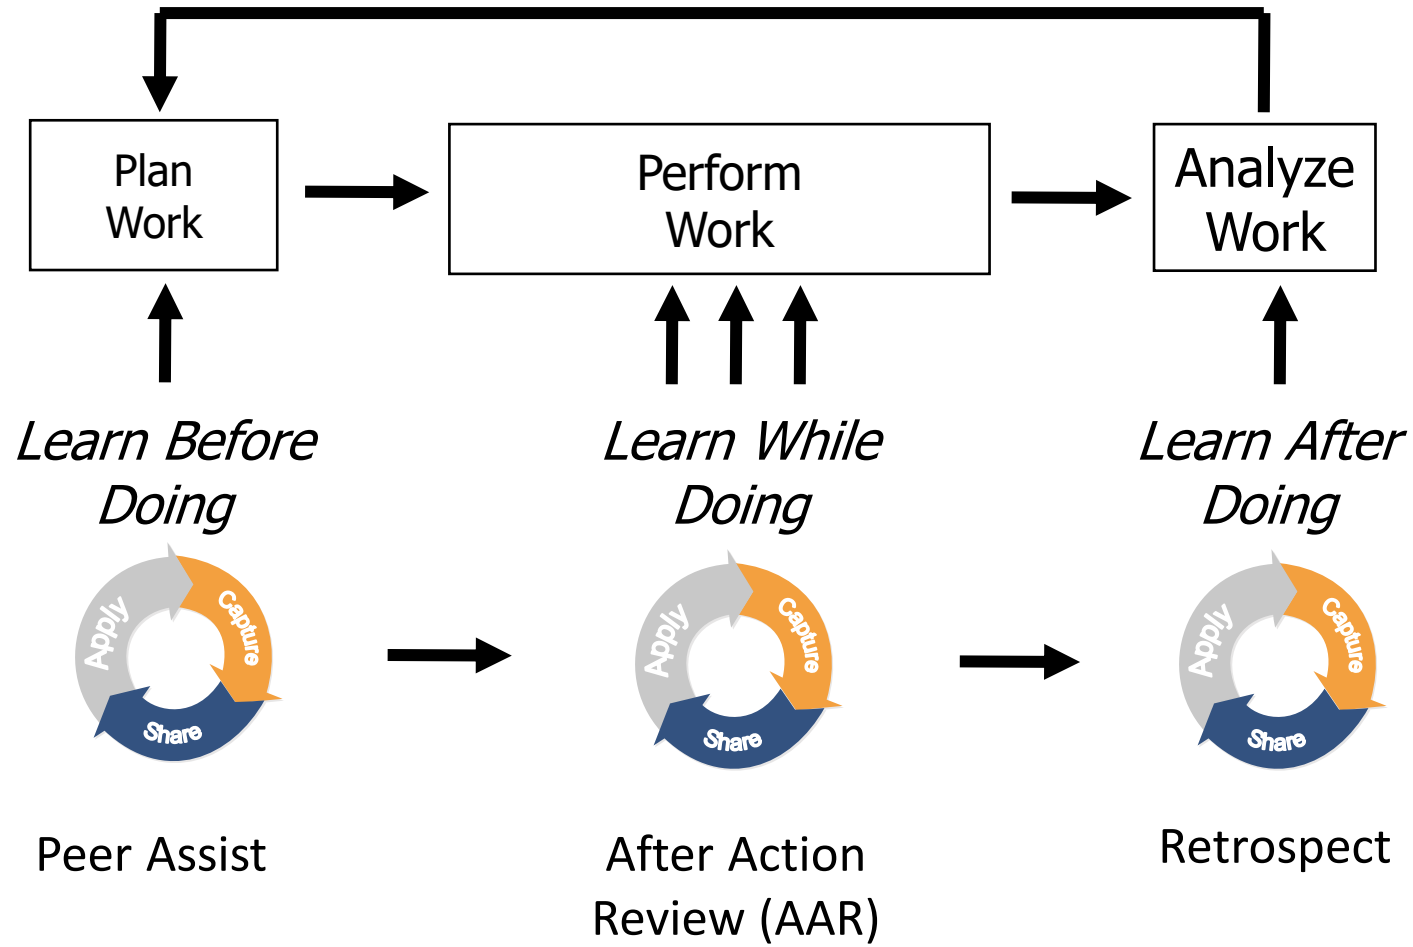 Plan
Work
Perform
Work
Analyze
Work
Learn Before
Doing
Learn While
Doing
Learn After
Doing
Apply
Capture
Share
Apply
Capture
Share
Apply
Capture
Share
Peer Assist
After Action
Review (AAR)
Retrospect